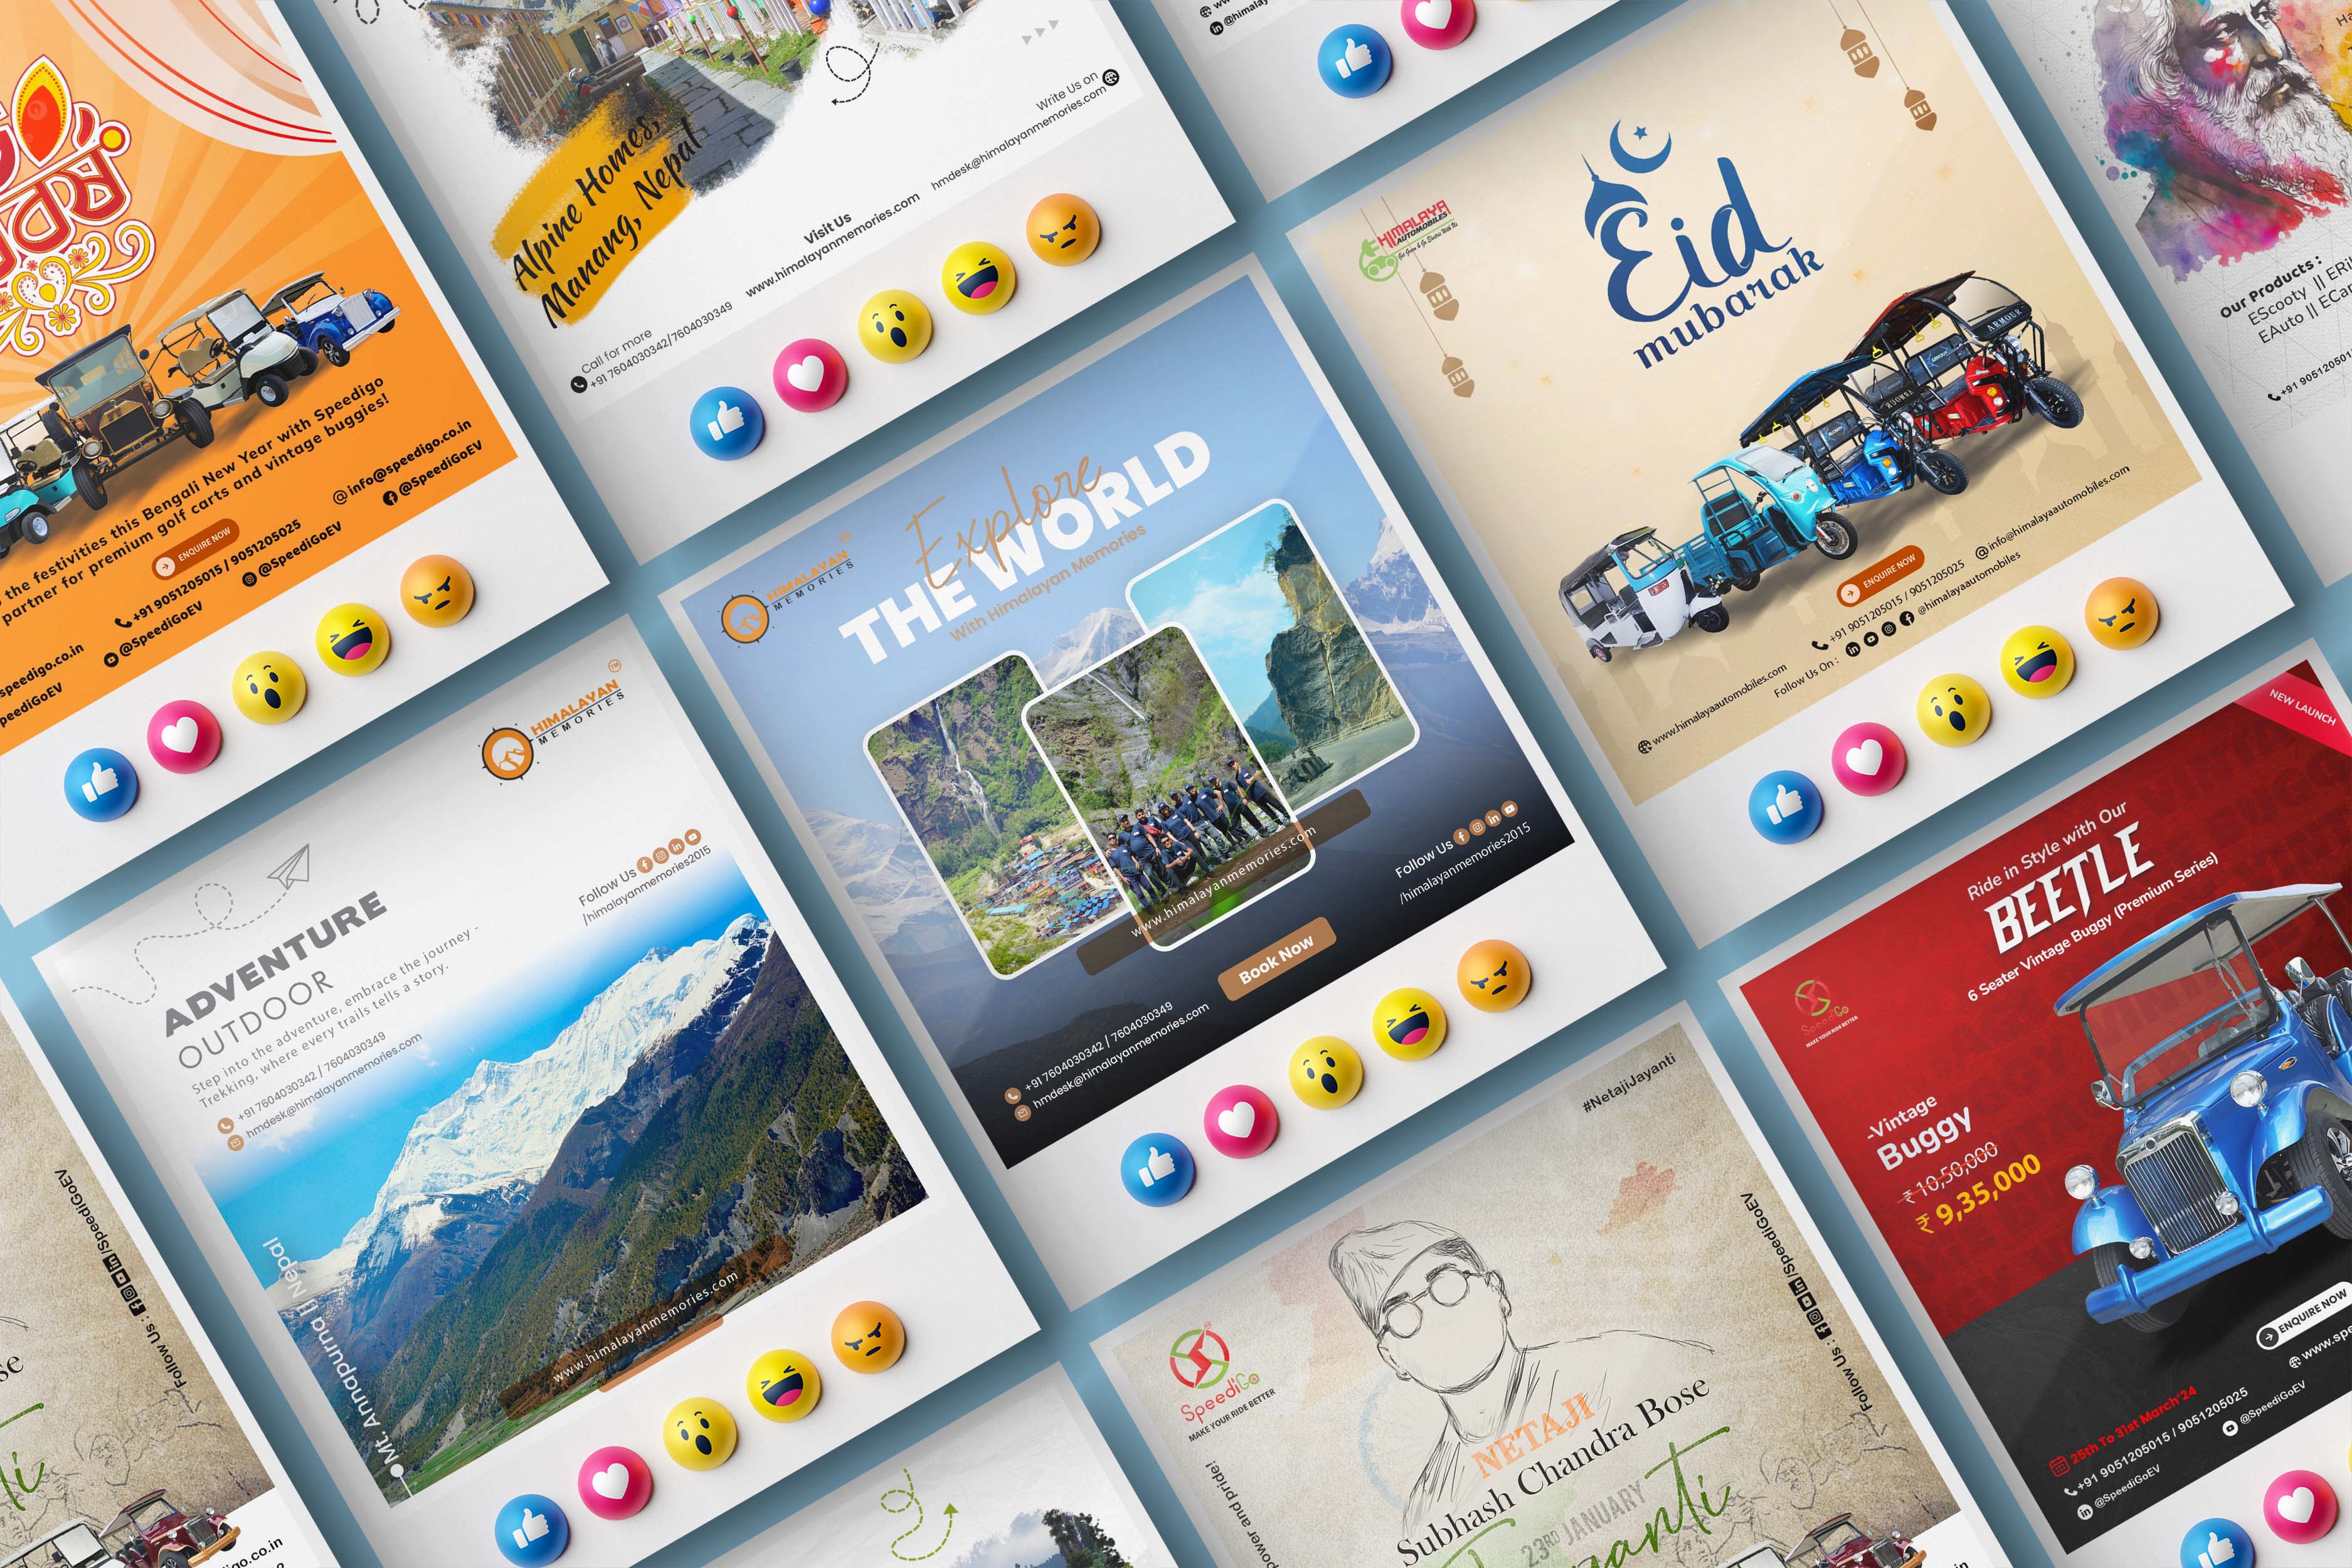 the festivities this Bengali New Year with Speedigo
partner for premium golf carts and vintage buggies!
ENQUIRE NOW
+91 9051205015 / 9051205025
@info@speedigo.co.in
@SpeediGoEV
@SpeediGoEV
@SpeediGoEV
speedigo.co.in
peediGoEV
Alpine Homes,
Manang, Nepal
Call for more
+91 7604030342/7604030349
Visit Us
www.himalayanmemories.com
Write Us on
hmdesk@himalayanmemories.com
HIMALAYA
AUTOMOBILES
Eid
mubarak
ARMOUR
ENQUIRE NOW
+91 9051205015 / 9051205025
@info@himalayaautomobiles.com
www.himalayaautomobiles.com
Follow Us On :
@himalayaautomobiles
Our Products :
EScooty || ERi
EAuto || ECar
HIMALAYAN
MEMORIES
Explore
THE WORLD
With Himalayan Memories
www.himalayanmemories.com
Book Now
+91 7604030342 / 7604030349
hmdesk@himalayanmemories.com
Follow Us
/himalayanmemories2015
HIMALAYAN
MEMORIES
TM
ADVENTURE
OUTDOOR
Step into the adventure, embrace the journey -
Trekking, where every trails tells a story.
+91 7604030342 / 7604030349
hmdesk@himalayanmemories.com
Follow Us
/himalayanmemories2015
Mt. Annapurna || Nepal
www.himalayanmemories.com
NEW LAUNCH
Ride in Style with Our
BEETLE
6 Seater Vintage Buggy (Premium Series)
SpeediGo
MAKE YOUR RIDE BETTER
-Vintage
Buggy
₹ 10,50,000
₹ 9,35,000
ENQUIRE NOW
www.sp
25th To 31st March'24
+91 9051205015 / 9051205025
@SpeediGoEV
@SpeediGoEV
#NetajiJayanti
SpeediGo
MAKE YOUR RIDE BETTER
NETAJI
Subhash Chandra Bose
23RD JANUARY
Follow Us : /SpeediGoEV
power and pride!
Follow Us : /SpeediGoEV